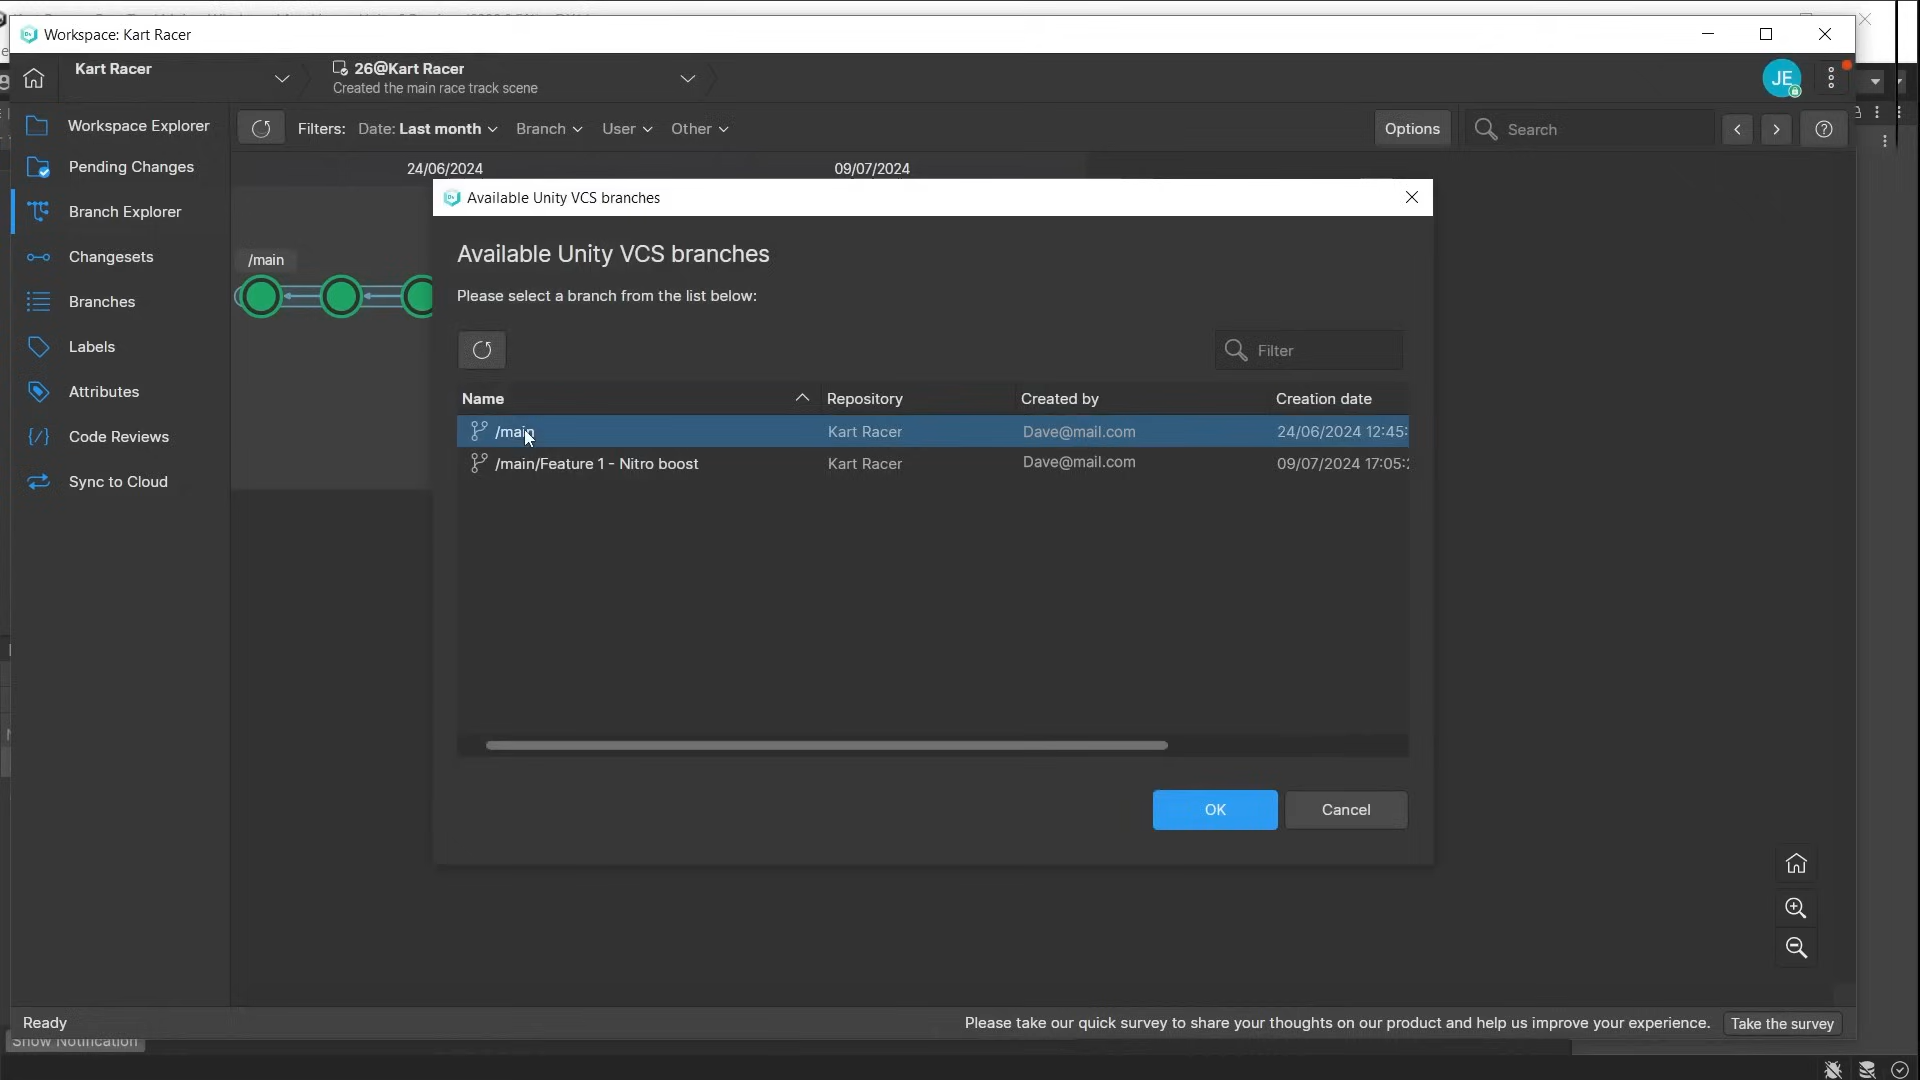 Workspace: Kart Racer
Kart Racer
26@Kart Racer
Created the main race track scene
JE
Workspace Explorer
Pending Changes
Branch Explorer
Changesets
Branches
Labels
Attributes
Code Reviews
Sync to Cloud
Filters: Date: Last month Branch User Other
Options
Search
24/06/2024 09/07/2024
/main
Available Unity VCS branches
Available Unity VCS branches
Please select a branch from the list below:
Filter
Name Repository Created by Creation date
/main Kart Racer Dave@mail.com 24/06/2024 12:45:
/main/Feature 1 - Nitro boost Kart Racer Dave@mail.com 09/07/2024 17:05:
OK Cancel
Ready
Please take our quick survey to share your thoughts on our product and help us improve your experience. Take the survey
Show Notification